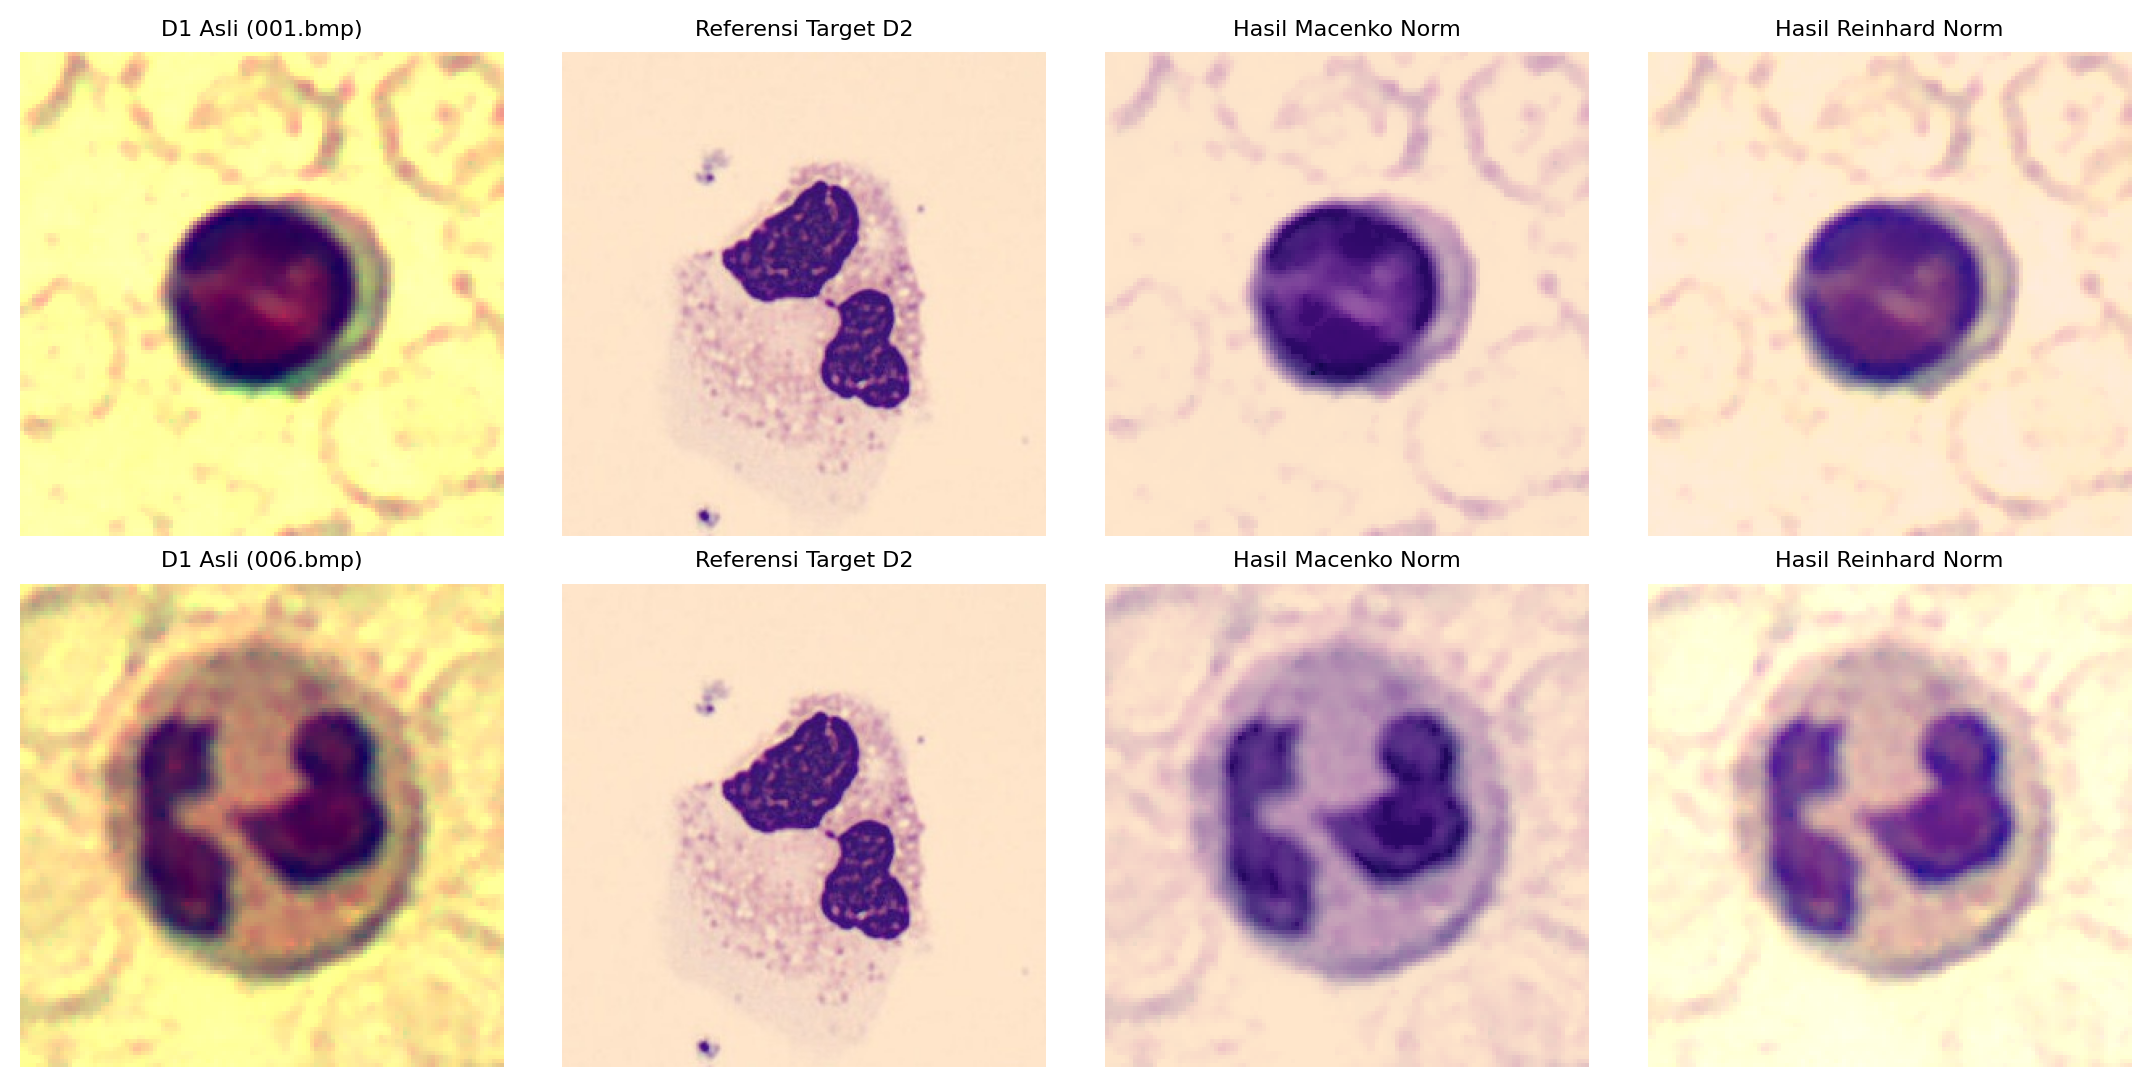 D1 Asli (001.bmp)
Referensi Target D2
Hasil Macenko Norm
Hasil Reinhard Norm
D1 Asli (006.bmp)
Referensi Target D2
Hasil Macenko Norm
Hasil Reinhard Norm